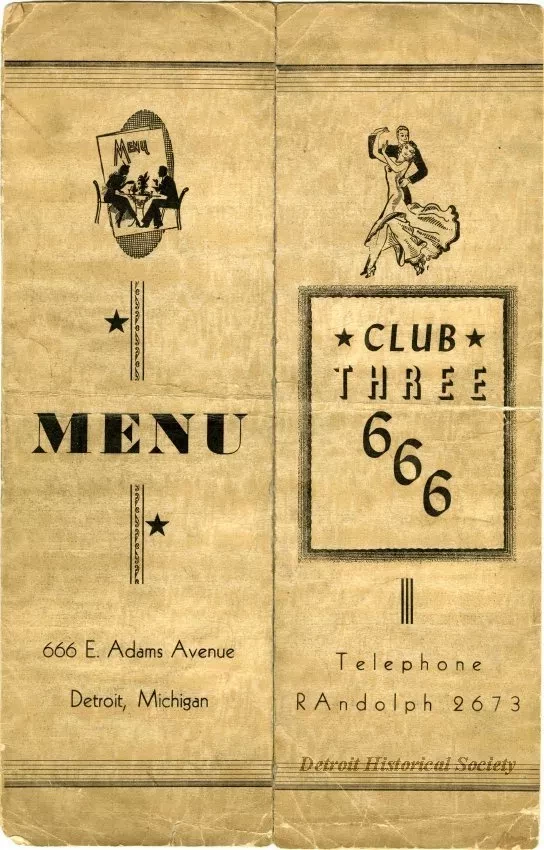 MENU
MENU
666 E. Adams Avenue
Detroit, Michigan
CLUB
THREE
666
Telephone
RAndolph 2673
Detroit Historical Society